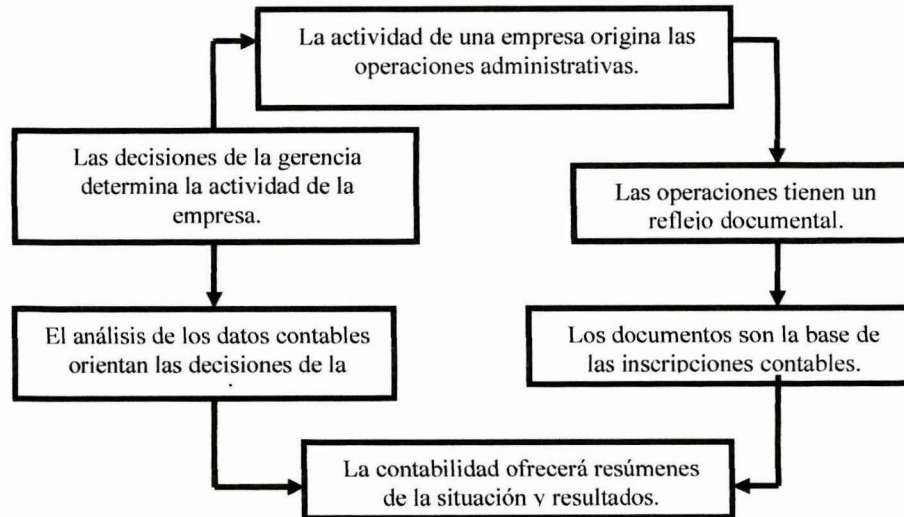 La actividad de una empresa origina las
operaciones administrativas.
Las decisiones de la gerencia
determina la actividad de la
empresa.
Las operaciones tienen un
reflejo documental.
El análisis de los datos contables
orientan las decisiones de la
Los documentos son la base de
las inscripciones contables.
La contabilidad ofrecerá resúmenes
de la situación y resultados.